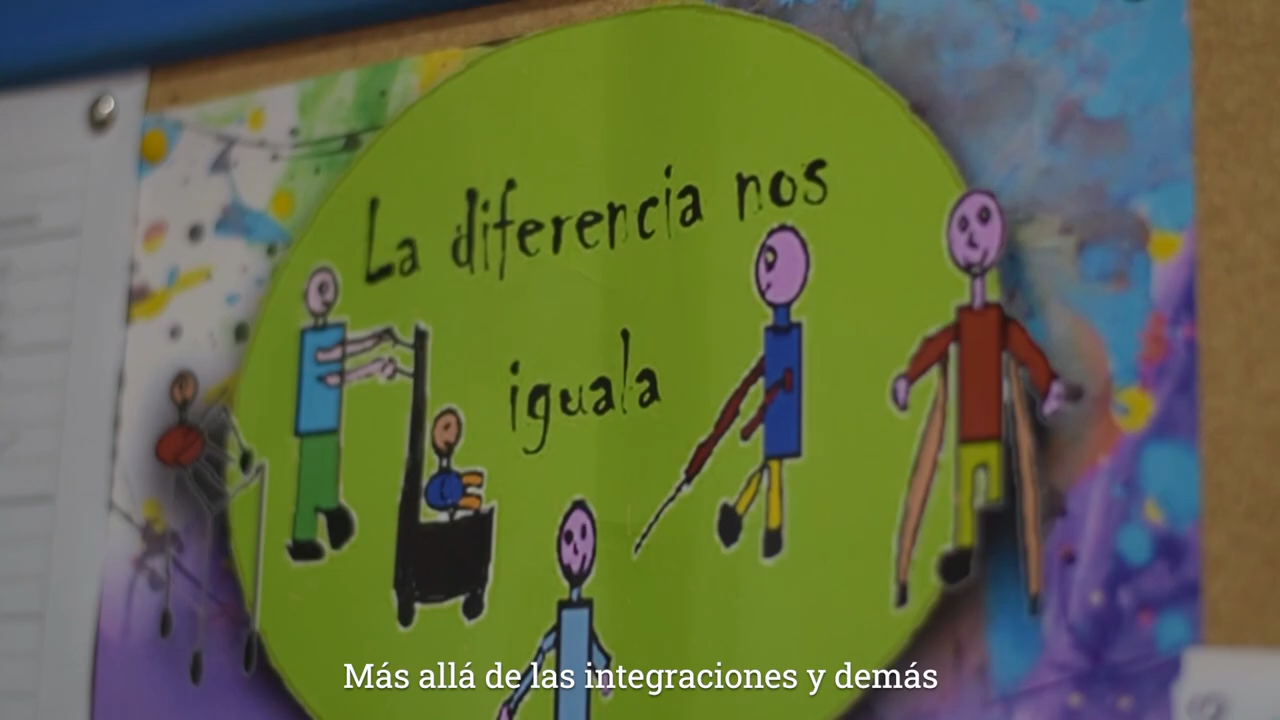 La diferencia nos
iguala
Más allá de las integraciones y demás